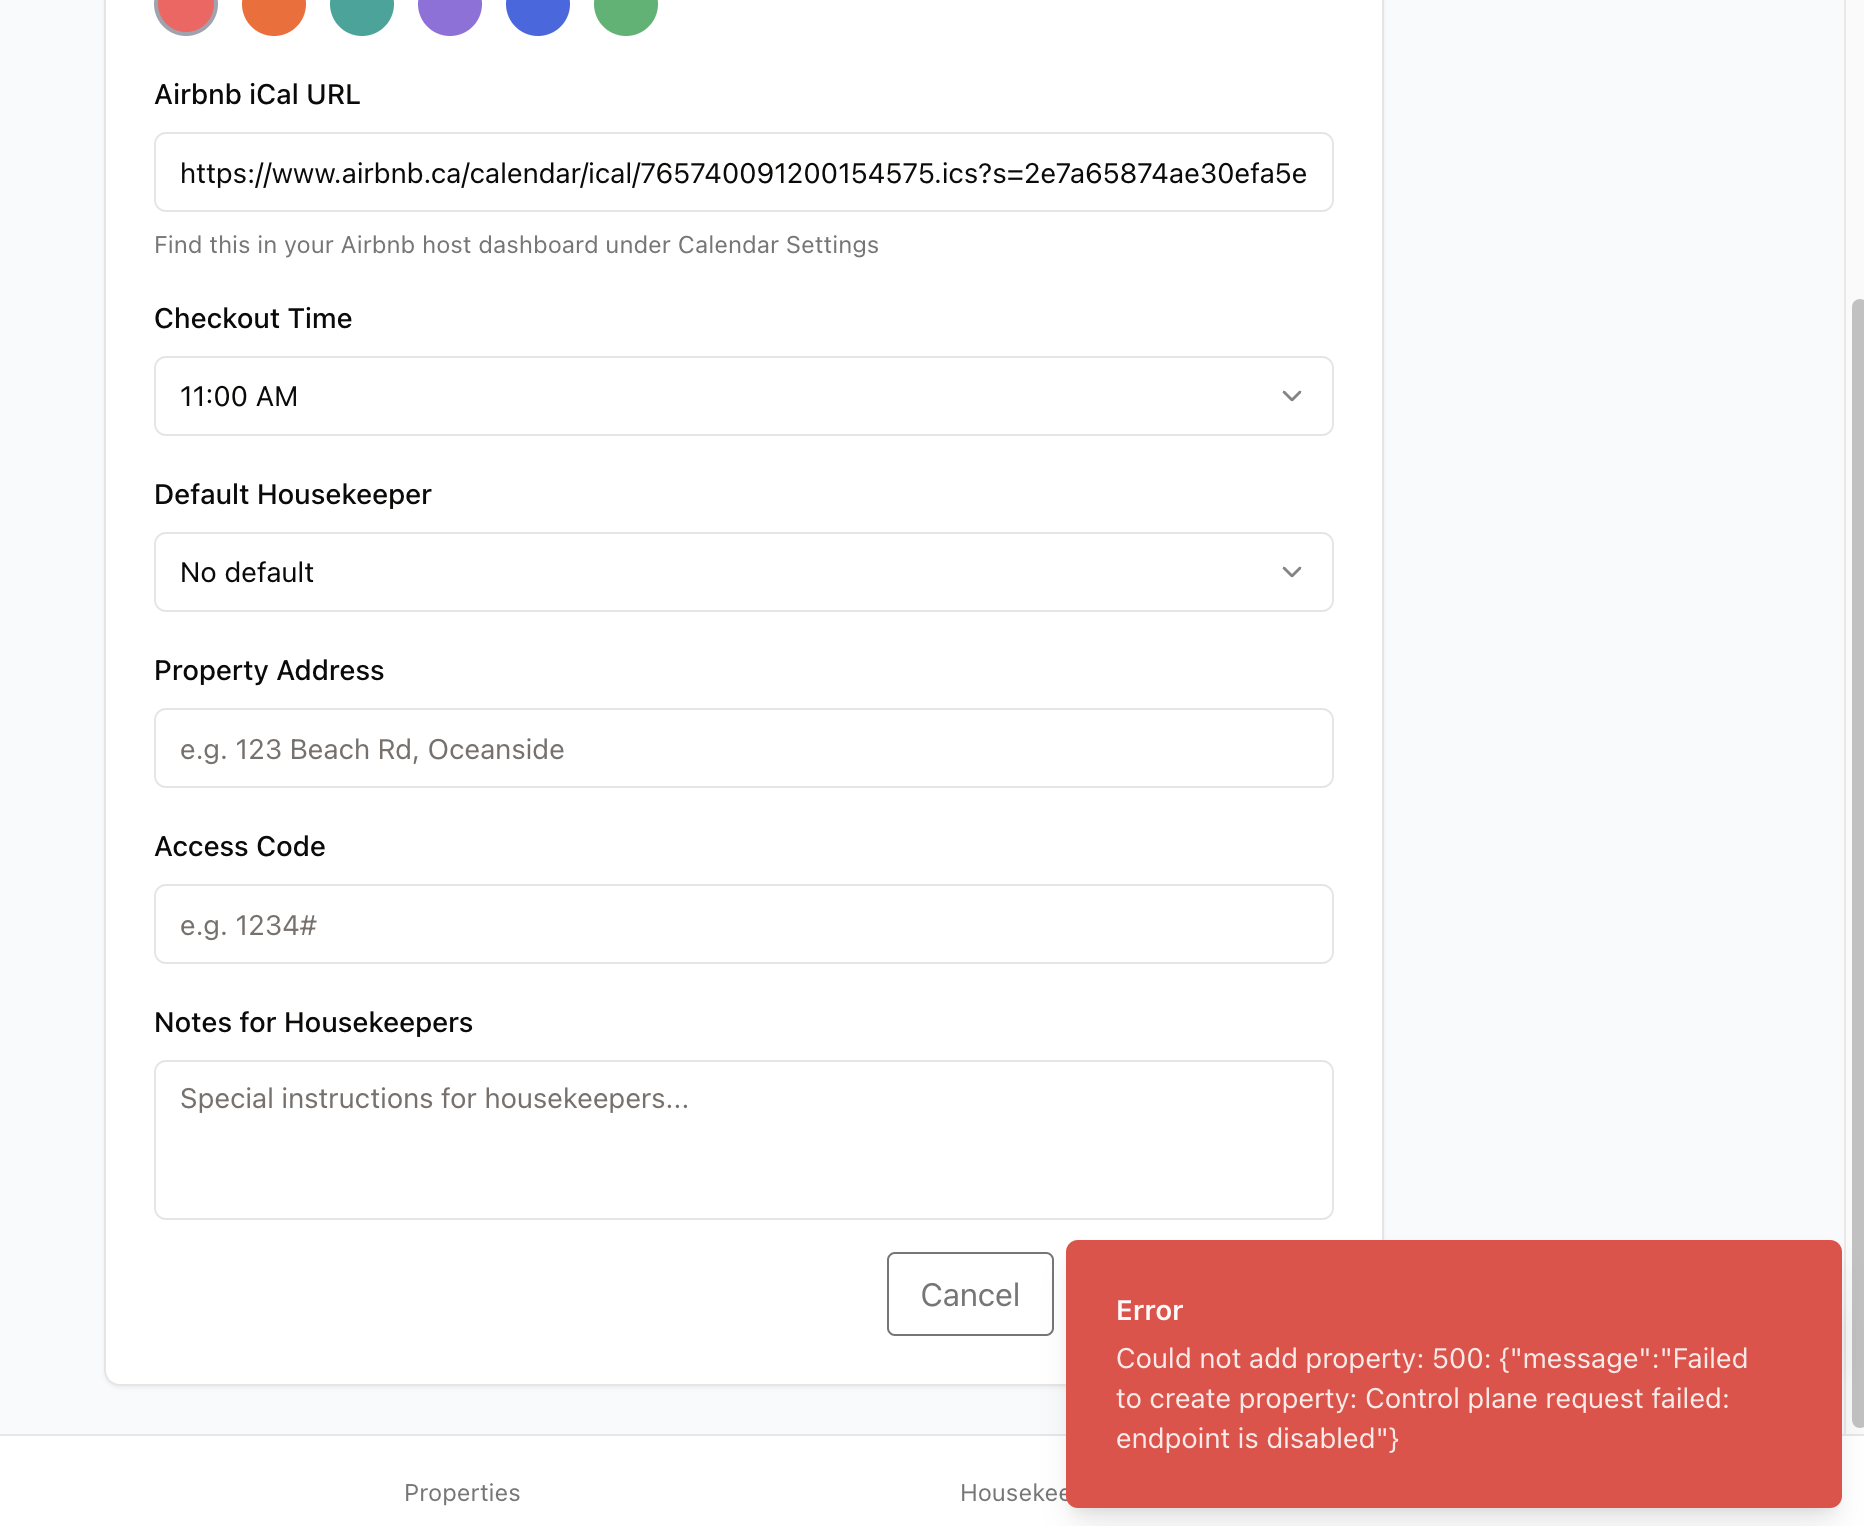 Airbnb iCal URL
https://www.airbnb.ca/calendar/ical/765740091200154575.ics?s=2e7a65874ae30efa5e
Find this in your Airbnb host dashboard under Calendar Settings
Checkout Time
11:00 AM
Default Housekeeper
No default
Property Address
e.g. 123 Beach Rd, Oceanside
Access Code
e.g. 1234#
Notes for Housekeepers
Special instructions for housekeepers...
Cancel
Error
Could not add property: 500: {"message":"Failed
to create property: Control plane request failed:
endpoint is disabled"}
Properties
Housekee